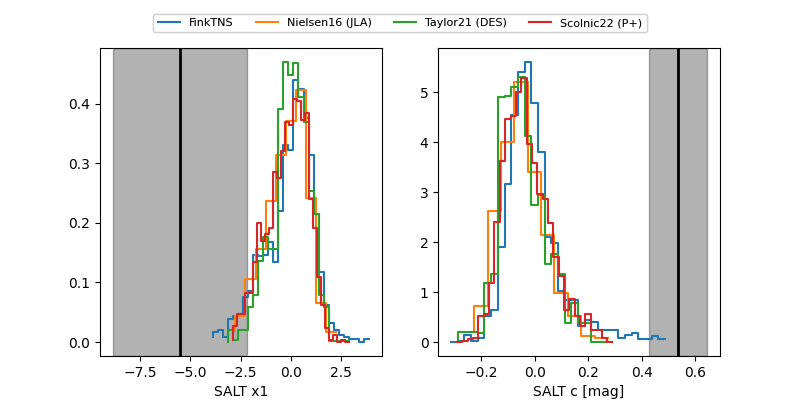 FinkTNS Nielsen16 (JLA) Taylor21 (DES) Scolnic22 (P+)
0.4
0.3
0.2
0.1
0.0
−7.5 −5.0 −2.5 0.0 2.5
SALT x1
5
4
3
2
1
0
−0.2 0.0 0.2 0.4 0.6
SALT c [mag]